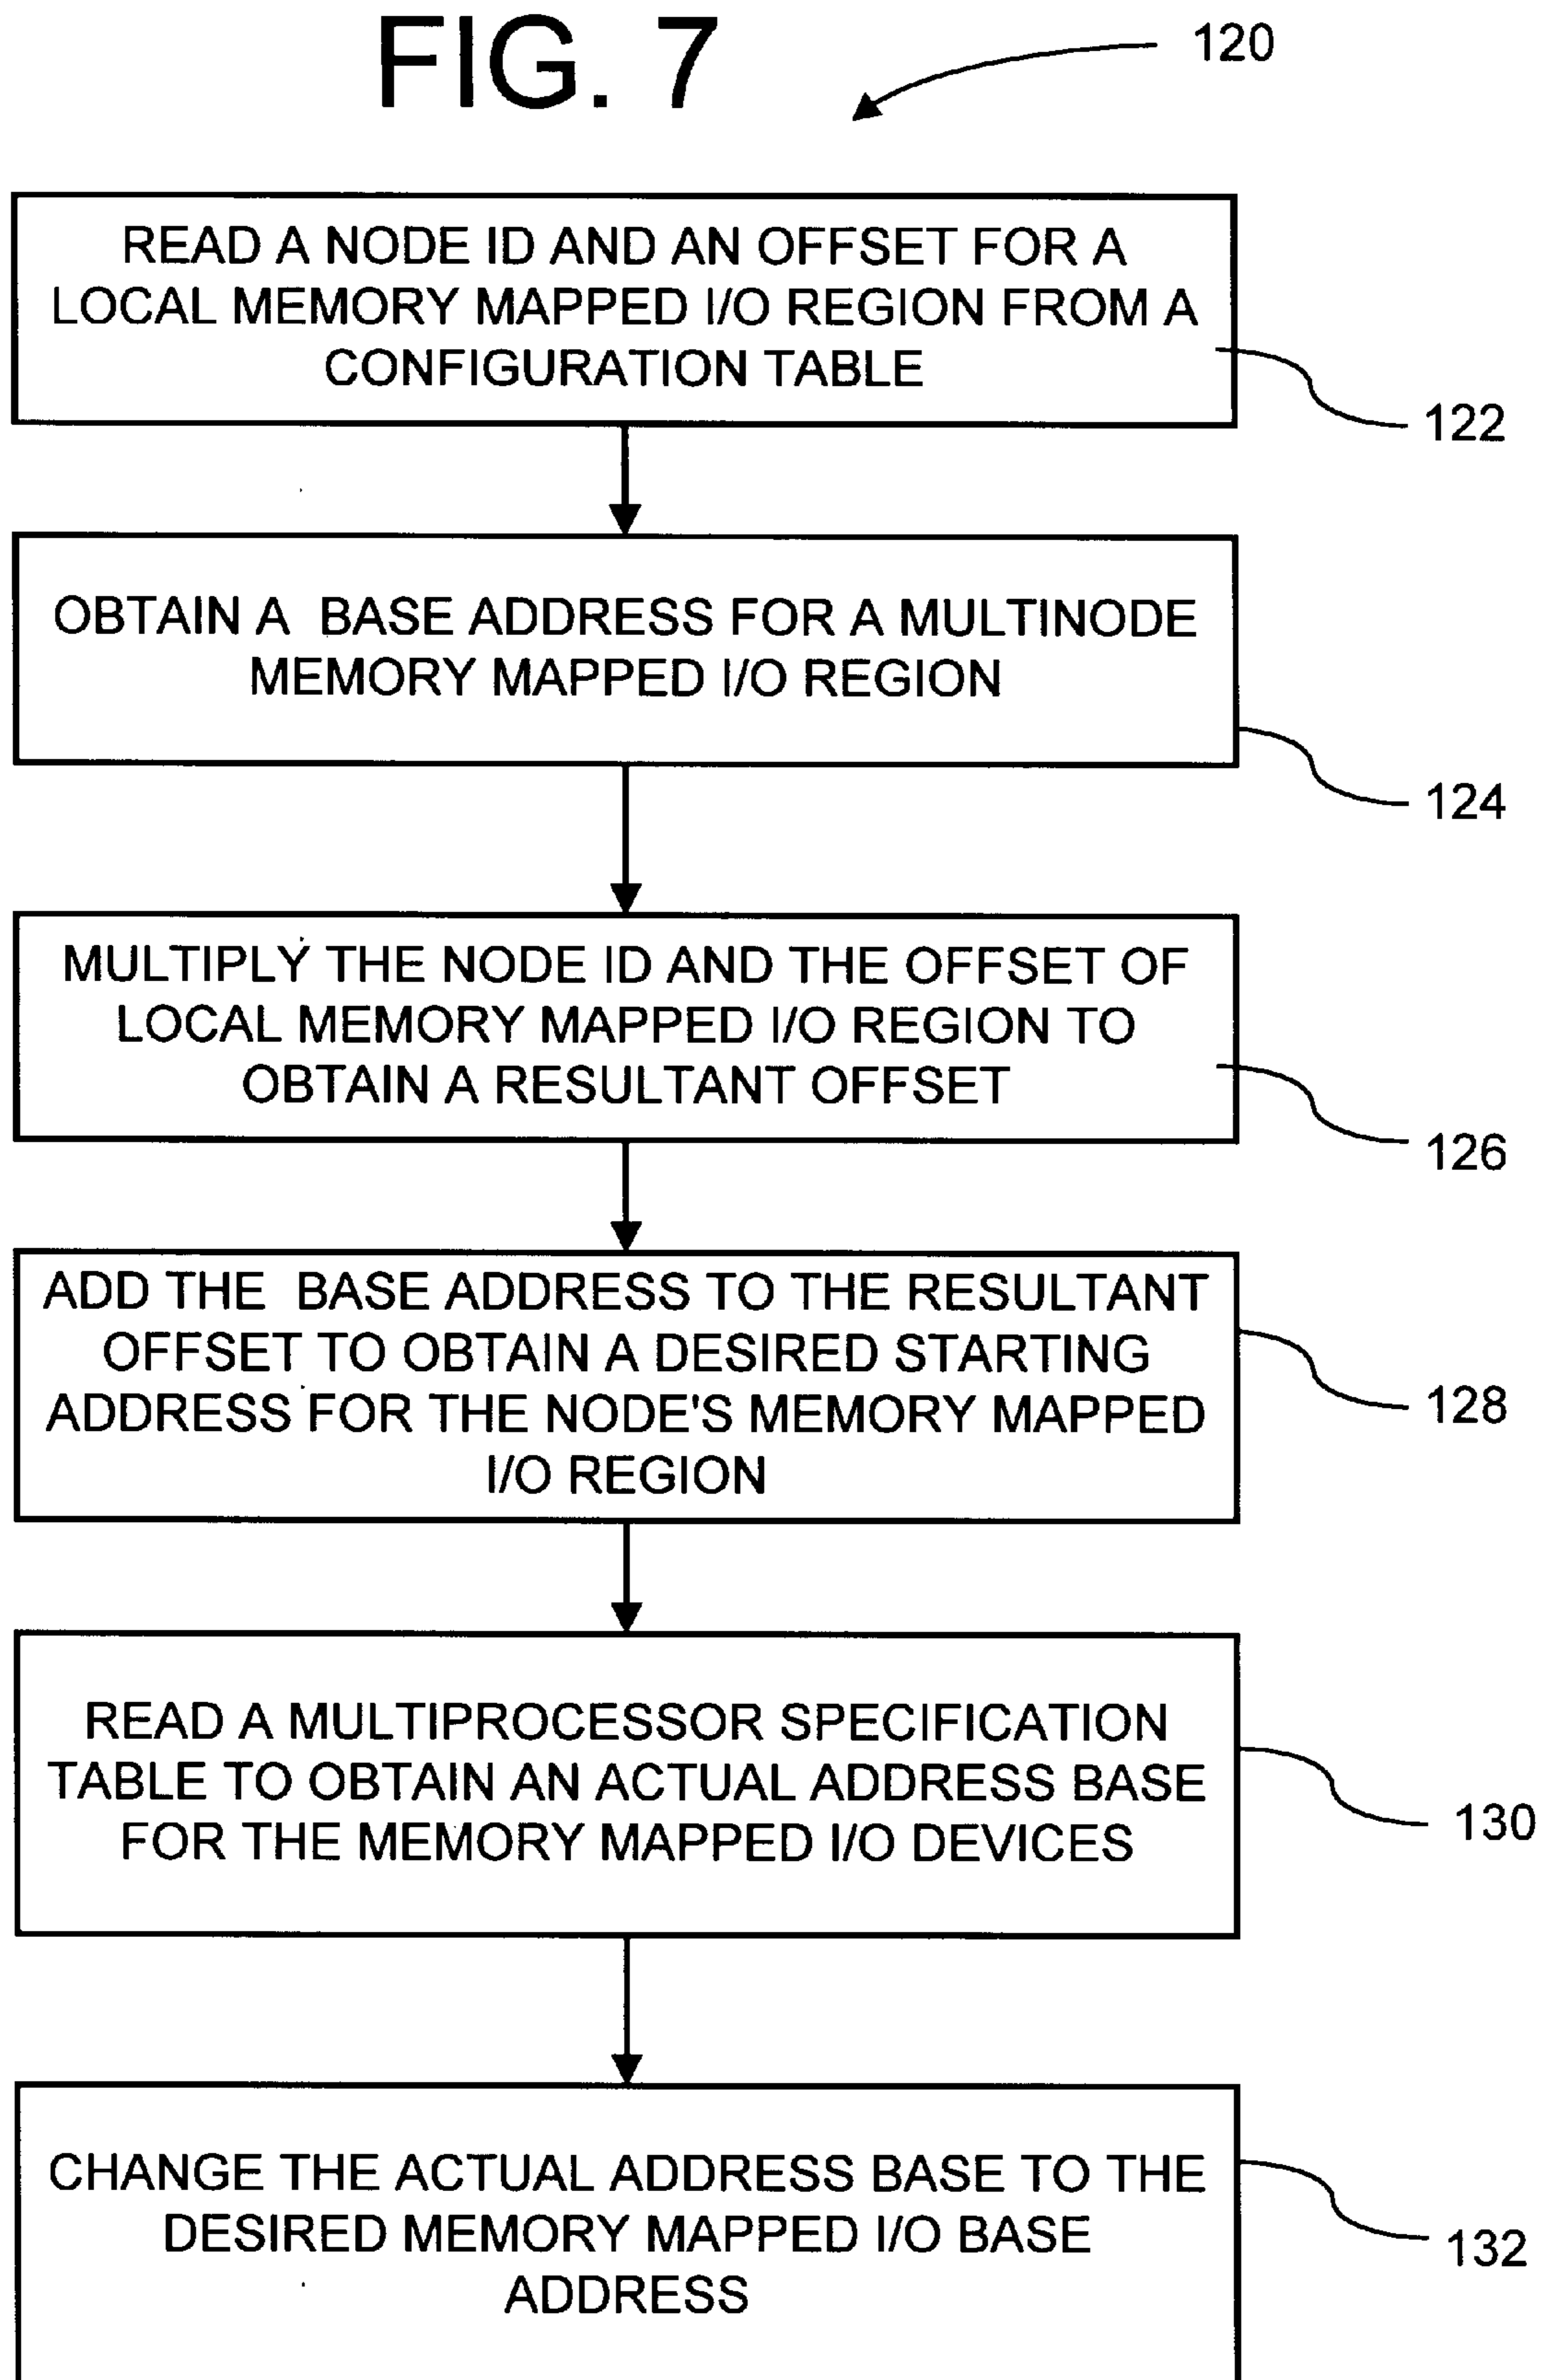 FIG. 7
120
READ A NODE ID AND AN OFFSET FOR A
LOCAL MEMORY MAPPED I/O REGION FROM A
CONFIGURATION TABLE
122
OBTAIN A BASE ADDRESS FOR A MULTINODE
MEMORY MAPPED I/O REGION
124
MULTIPLY THE NODE ID AND THE OFFSET OF
LOCAL MEMORY MAPPED I/O REGION TO
OBTAIN A RESULTANT OFFSET
126
ADD THE BASE ADDRESS TO THE RESULTANT
OFFSET TO OBTAIN A DESIRED STARTING
ADDRESS FOR THE NODE'S MEMORY MAPPED
I/O REGION
128
READ A MULTIPROCESSOR SPECIFICATION
TABLE TO OBTAIN AN ACTUAL ADDRESS BASE
FOR THE MEMORY MAPPED I/O DEVICES
130
CHANGE THE ACTUAL ADDRESS BASE TO THE
DESIRED MEMORY MAPPED I/O BASE
ADDRESS
132